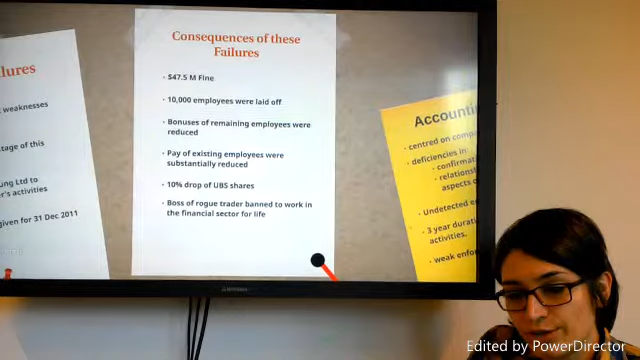 lures
weaknesses
tage of this
ung Ltd to
r's activities
given for 31 Dec 2011
Consequences of these
Failures
· $47.5 M Fine
· 10,000 employees were laid off
· Bonuses of remaining employees were
reduced
· Pay of existing employees were
substantially reduced
· 10% drop of UBS shares
· Boss of rogue trader banned to work in
the financial sector for life
Accounti
· centred on comp
· deficiencies in:
- confirmat
- relations
aspects o
· Undetected e
· 3 year durati
activities.
· weak enfor
Edited by PowerDirector